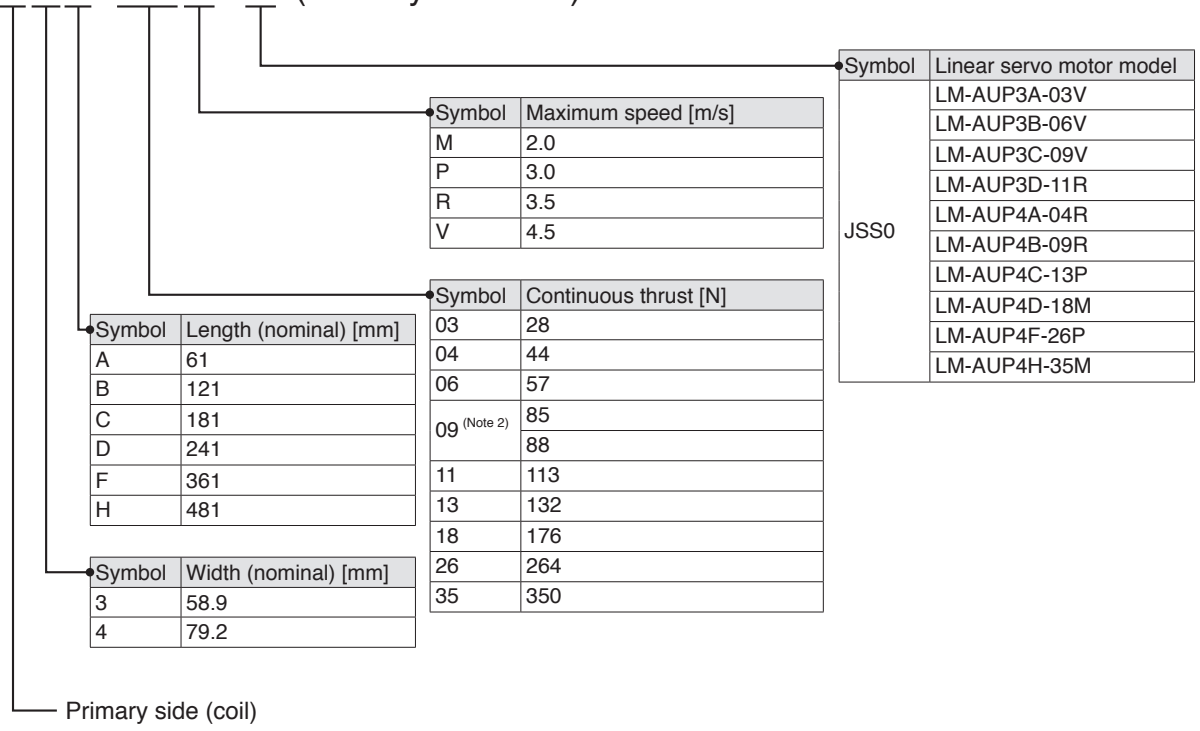 Symbol Linear servo motor model
JSS0
LM-AUP3A-03V
LM-AUP3B-06V
LM-AUP3C-09V
LM-AUP3D-11R
LM-AUP4A-04R
LM-AUP4B-09R
LM-AUP4C-13P
LM-AUP4D-18M
LM-AUP4F-26P
LM-AUP4H-35M
Symbol Maximum speed [m/s]
M 2.0
P 3.0
R 3.5
V 4.5
Symbol Continuous thrust [N]
03 28
04 44
06 57
09 (Note 2) 85
88
11 113
13 132
18 176
26 264
35 350
Symbol Length (nominal) [mm]
A 61
B 121
C 181
D 241
F 361
H 481
Symbol Width (nominal) [mm]
3 58.9
4 79.2
Primary side (coil)